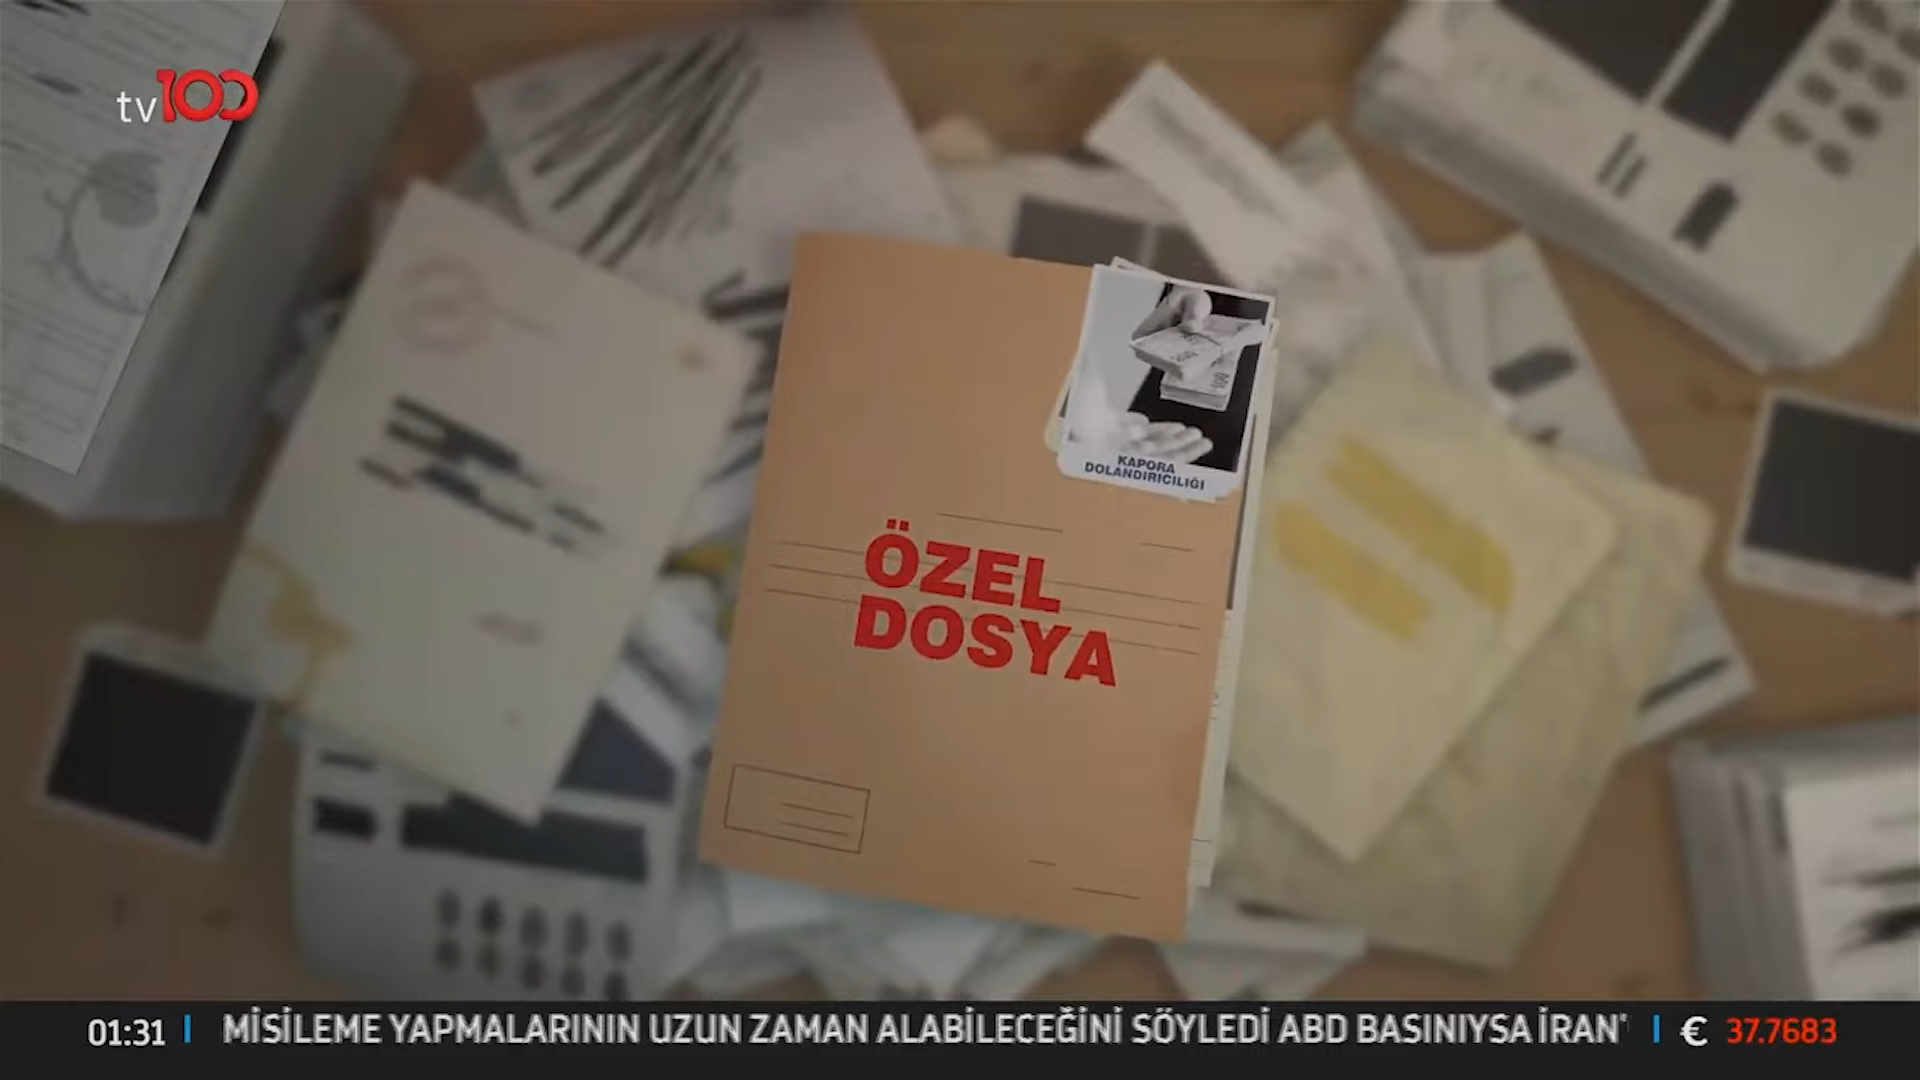 tv100
KAPORA
DOLANDIRICILIĞI
ÖZEL
DOSYA
01:31 MİSİLEME YAPMALARININ UZUN ZAMAN ALABİLECEĞİNİ SÖYLEDİ ABD BASINIYSA İRAN' € 37.7683